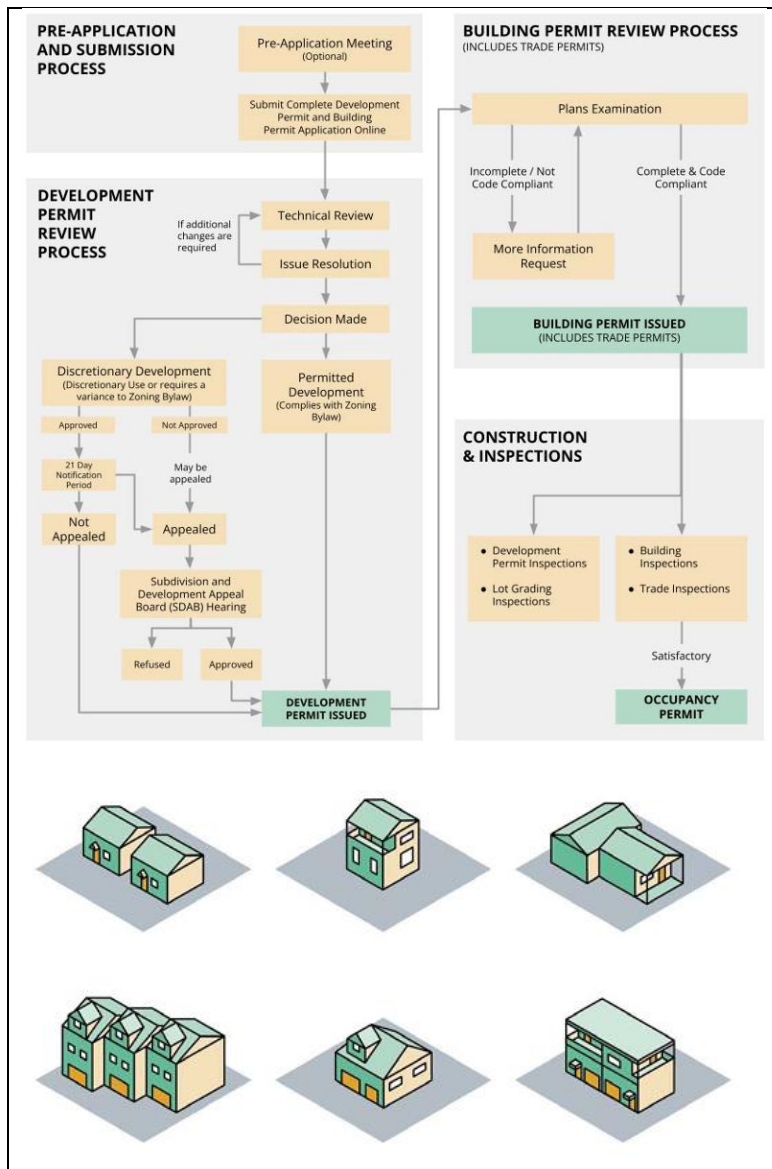 PRE-APPLICATION
AND SUBMISSION
PROCESS
Pre-Application Meeting
(Optional)
Submit Complete Development
Permit and Building
Permit Application Online
DEVELOPMENT
PERMIT
REVIEW
PROCESS
If additional
changes are
required
Technical Review
Issue Resolution
Decision Made
Discretionary Development
(Discretionary Use or requires a
variance to Zoning Bylaw)
Permitted
Development
(Complies with Zoning
Bylaw)
Approved
Not Approved
21 Day
Notification
Period
May be
appealed
Not
Appealed
Appealed
Subdivision and
Development Appeal
Board (SDAB) Hearing
Refused
Approved
DEVELOPMENT
PERMIT ISSUED
BUILDING PERMIT REVIEW PROCESS
(INCLUDES TRADE PERMITS)
Plans Examination
Incomplete / Not
Code Compliant
Complete & Code
Compliant
More Information
Request
BUILDING PERMIT ISSUED
(INCLUDES TRADE PERMITS)
CONSTRUCTION
& INSPECTIONS
• Development
Permit Inspections
• Lot Grading
Inspections
• Building
Inspections
• Trade Inspections
Satisfactory
OCCUPANCY
PERMIT